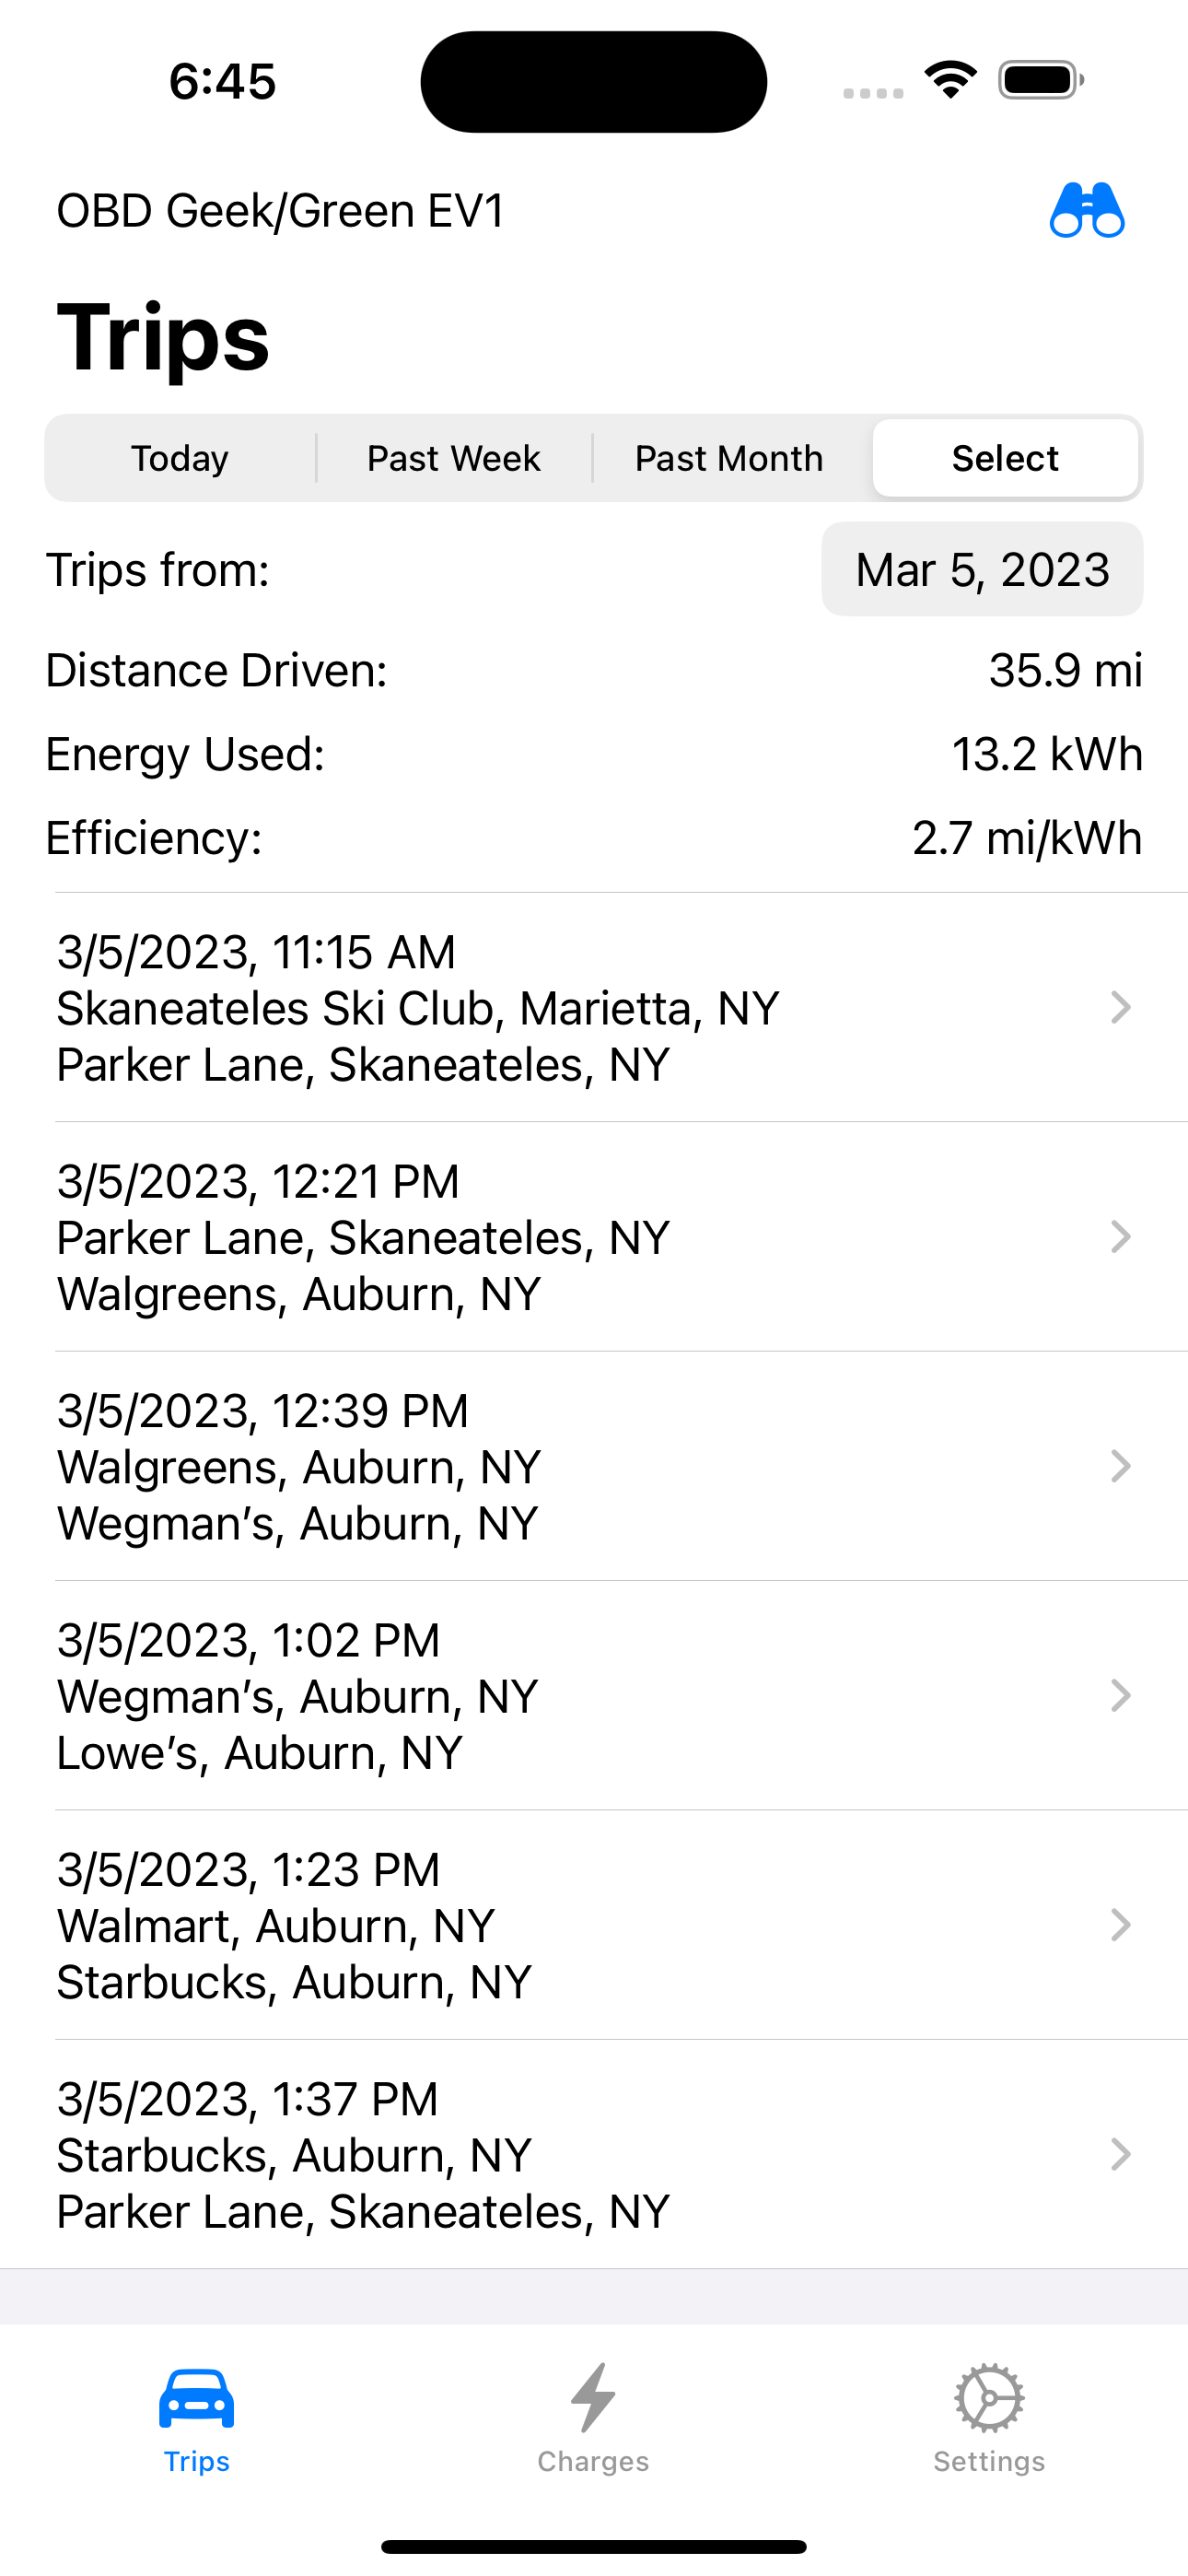 6:45
OBD Geek/Green EV1
Trips
Today Past Week Past Month Select
Trips from: Mar 5, 2023
Distance Driven: 35.9 mi
Energy Used: 13.2 kWh
Efficiency: 2.7 mi/kWh
3/5/2023, 11:15 AM
Skaneateles Ski Club, Marietta, NY
Parker Lane, Skaneateles, NY
3/5/2023, 12:21 PM
Parker Lane, Skaneateles, NY
Walgreens, Auburn, NY
3/5/2023, 12:39 PM
Walgreens, Auburn, NY
Wegman’s, Auburn, NY
3/5/2023, 1:02 PM
Wegman’s, Auburn, NY
Lowe’s, Auburn, NY
3/5/2023, 1:23 PM
Walmart, Auburn, NY
Starbucks, Auburn, NY
3/5/2023, 1:37 PM
Starbucks, Auburn, NY
Parker Lane, Skaneateles, NY
Trips Charges Settings